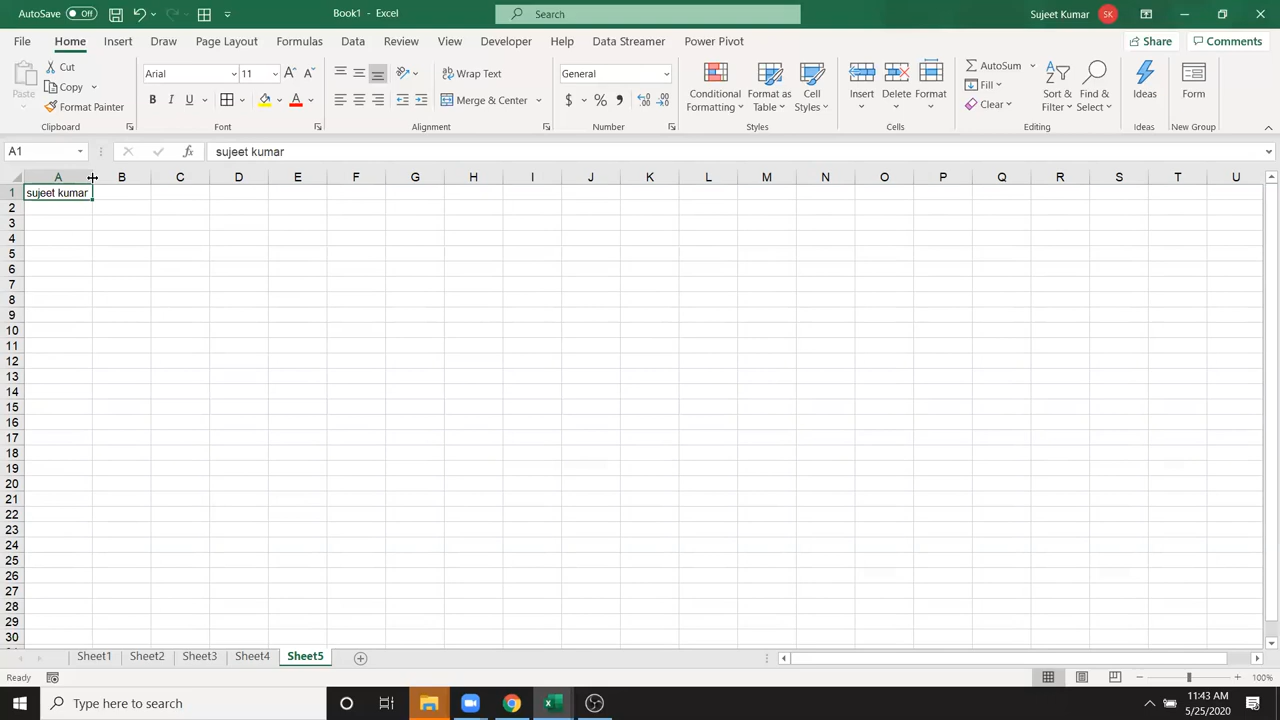 AutoSave Off Book1 - Excel Search Sujeet Kumar SK
File Home Insert Draw Page Layout Formulas Data Review View Developer Help Data Streamer Power Pivot Share Comments
Paste Cut Copy Format Painter Clipboard
Arial 11 A A B I U A Font
ab Wrap Text Merge & Center Alignment
General $ % , Number
Conditional Formatting Format as Table Cell Styles Styles
Insert Delete Format Cells
AutoSum Fill Clear Sort & Filter Find & Select Editing
Ideas Ideas
Form New Group
A1 fx sujeet kumar
A B C D E F G H I J K L M N O P Q R S T U
1 sujeet kumar
2
3
4
5
6
7
8
9
10
11
12
13
14
15
16
17
18
19
20
21
22
23
24
25
26
27
28
29
30
Sheet1 Sheet2 Sheet3 Sheet4 Sheet5
Ready 100%
Type here to search 11:43 AM
5/25/2020